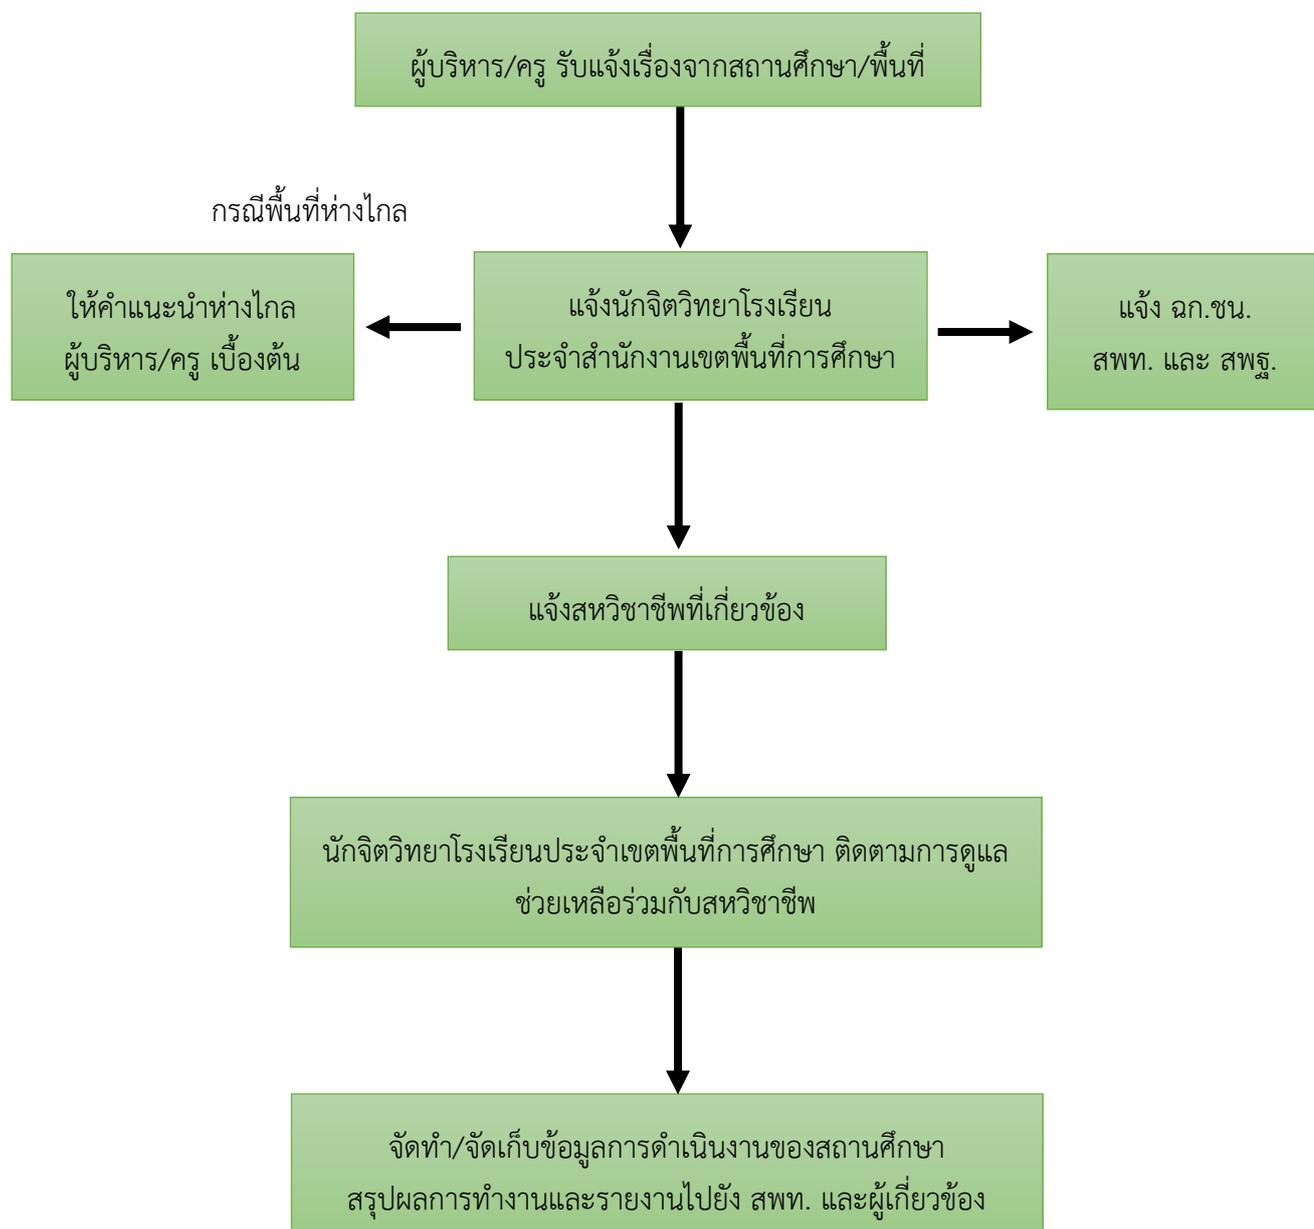 ผู้บริหาร/ครู รับแจ้งเรื่องจากสถานศึกษา/พื้นที่
กรณีพื้นที่ห่างไกล
ให้คำแนะนำห่างไกล
ผู้บริหาร/ครู เบื้องต้น
แจ้งนักจิตวิทยาโรงเรียน
ประจำสำนักงานเขตพื้นที่การศึกษา
แจ้ง ฉก.ชน.
สพท. และ สพฐ.
แจ้งสหวิชาชีพที่เกี่ยวข้อง
นักจิตวิทยาโรงเรียนประจำเขตพื้นที่การศึกษา ติดตามการดูแล
ช่วยเหลือร่วมกับสหวิชาชีพ
จัดทำ/จัดเก็บข้อมูลการดำเนินงานของสถานศึกษา
สรุปผลการทำงานและรายงานไปยัง สพท. และผู้เกี่ยวข้อง